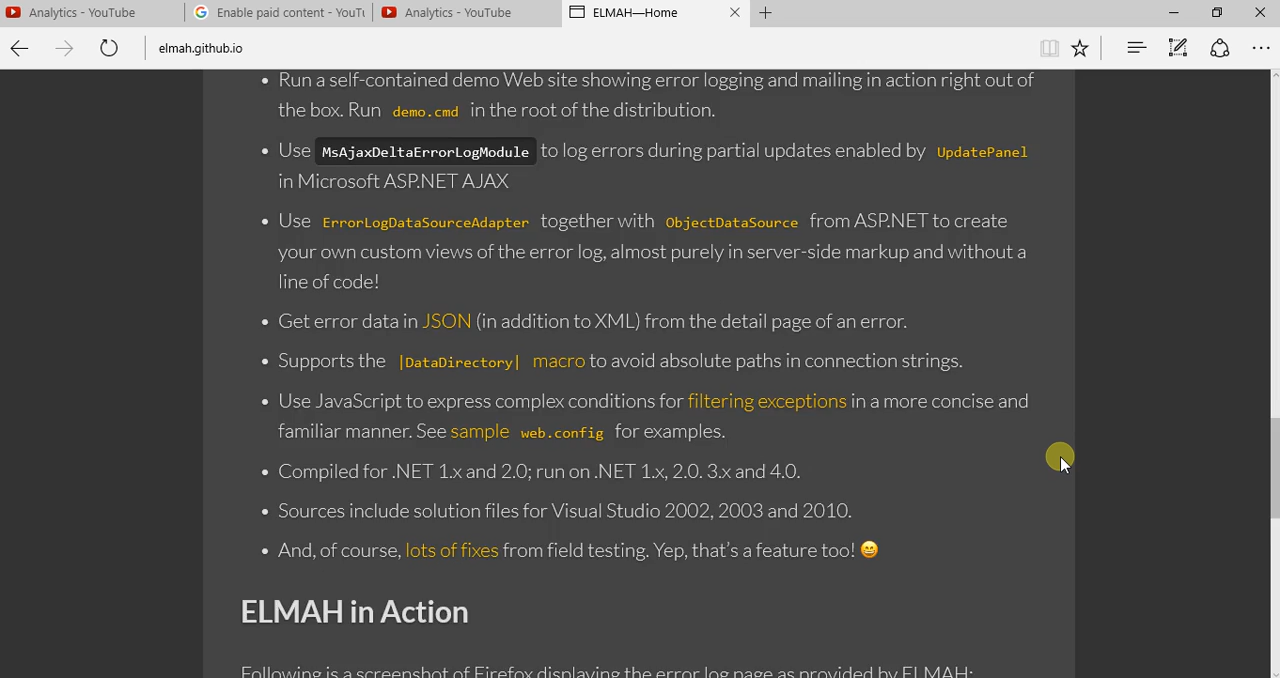 Analytics - YouTube
Enable paid content - YouTu
Analytics - YouTube
ELMAH—Home
elmah.github.io
• Run a self-contained demo Web site showing error logging and mailing in action right out of
the box. Run demo.cmd in the root of the distribution.
• Use MsAjaxDeltaErrorLogModule to log errors during partial updates enabled by UpdatePanel
in Microsoft ASP.NET AJAX
• Use ErrorLogDataSourceAdapter together with ObjectDataSource from ASP.NET to create
your own custom views of the error log, almost purely in server-side markup and without a
line of code!
• Get error data in JSON (in addition to XML) from the detail page of an error.
• Supports the |DataDirectory| macro to avoid absolute paths in connection strings.
• Use JavaScript to express complex conditions for filtering exceptions in a more concise and
familiar manner. See sample web.config for examples.
• Compiled for .NET 1.x and 2.0; run on .NET 1.x, 2.0. 3.x and 4.0.
• Sources include solution files for Visual Studio 2002, 2003 and 2010.
• And, of course, lots of fixes from field testing. Yep, that's a feature too! 😄
ELMAH in Action
Following is a screenshot of Firefox displaying the error log page as provided by ELMAH: